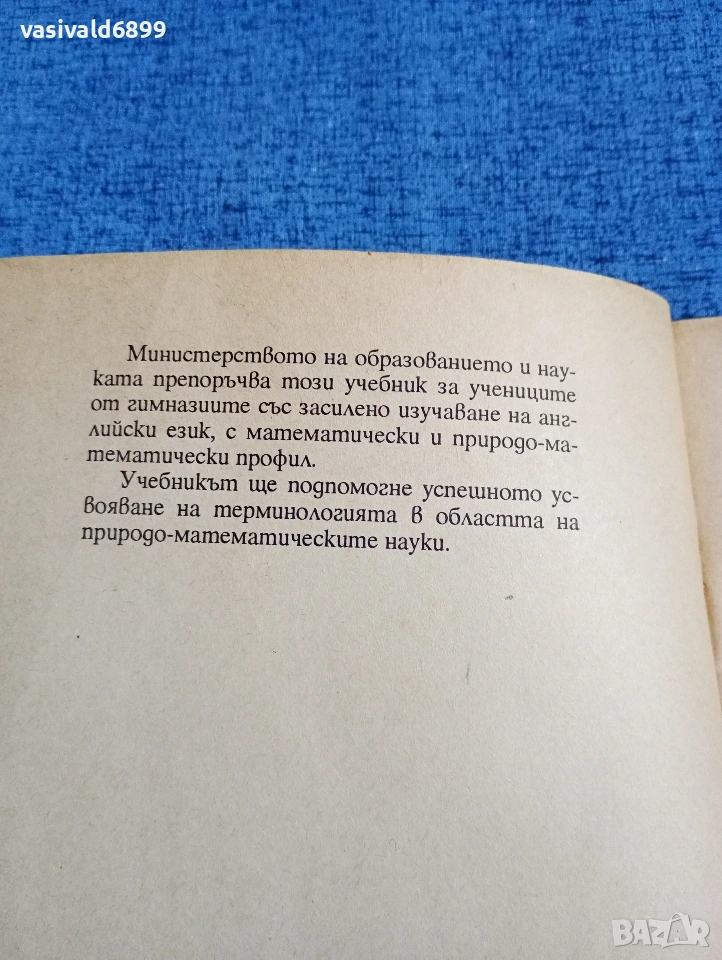 vasivald6899
Министерството на образованието и нау-
ката препоръчва този учебник за учениците
от гимназиите със засилено изучаване на анг-
лийски език, с математически и природо-ма-
тематически профил.
Учебникът ще подпомогне успешното ус-
вояване на терминологията в областта на
природо-математическите науки.
BAZAR